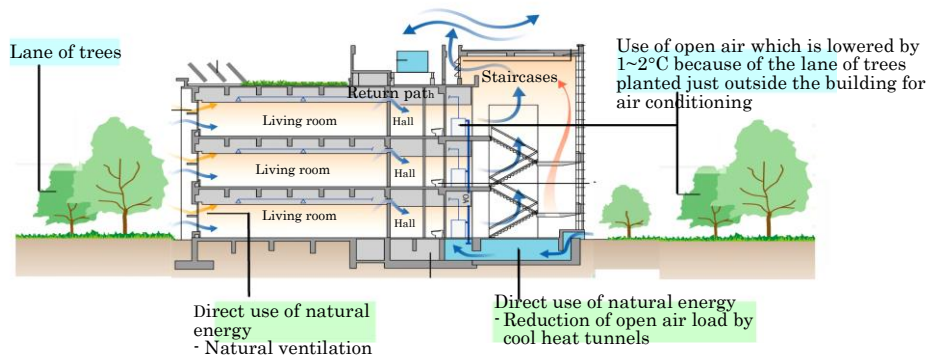 Lane of trees
Use of open air which is lowered by
1~2°C because of the lane of trees
planted just outside the building for
air conditioning
Staircases
Return path
Living room
Hall
Living room
Hall
Living room
Hall
OA
Direct use of natural
energy
- Natural ventilation
Direct use of natural energy
- Reduction of open air load by
cool heat tunnels